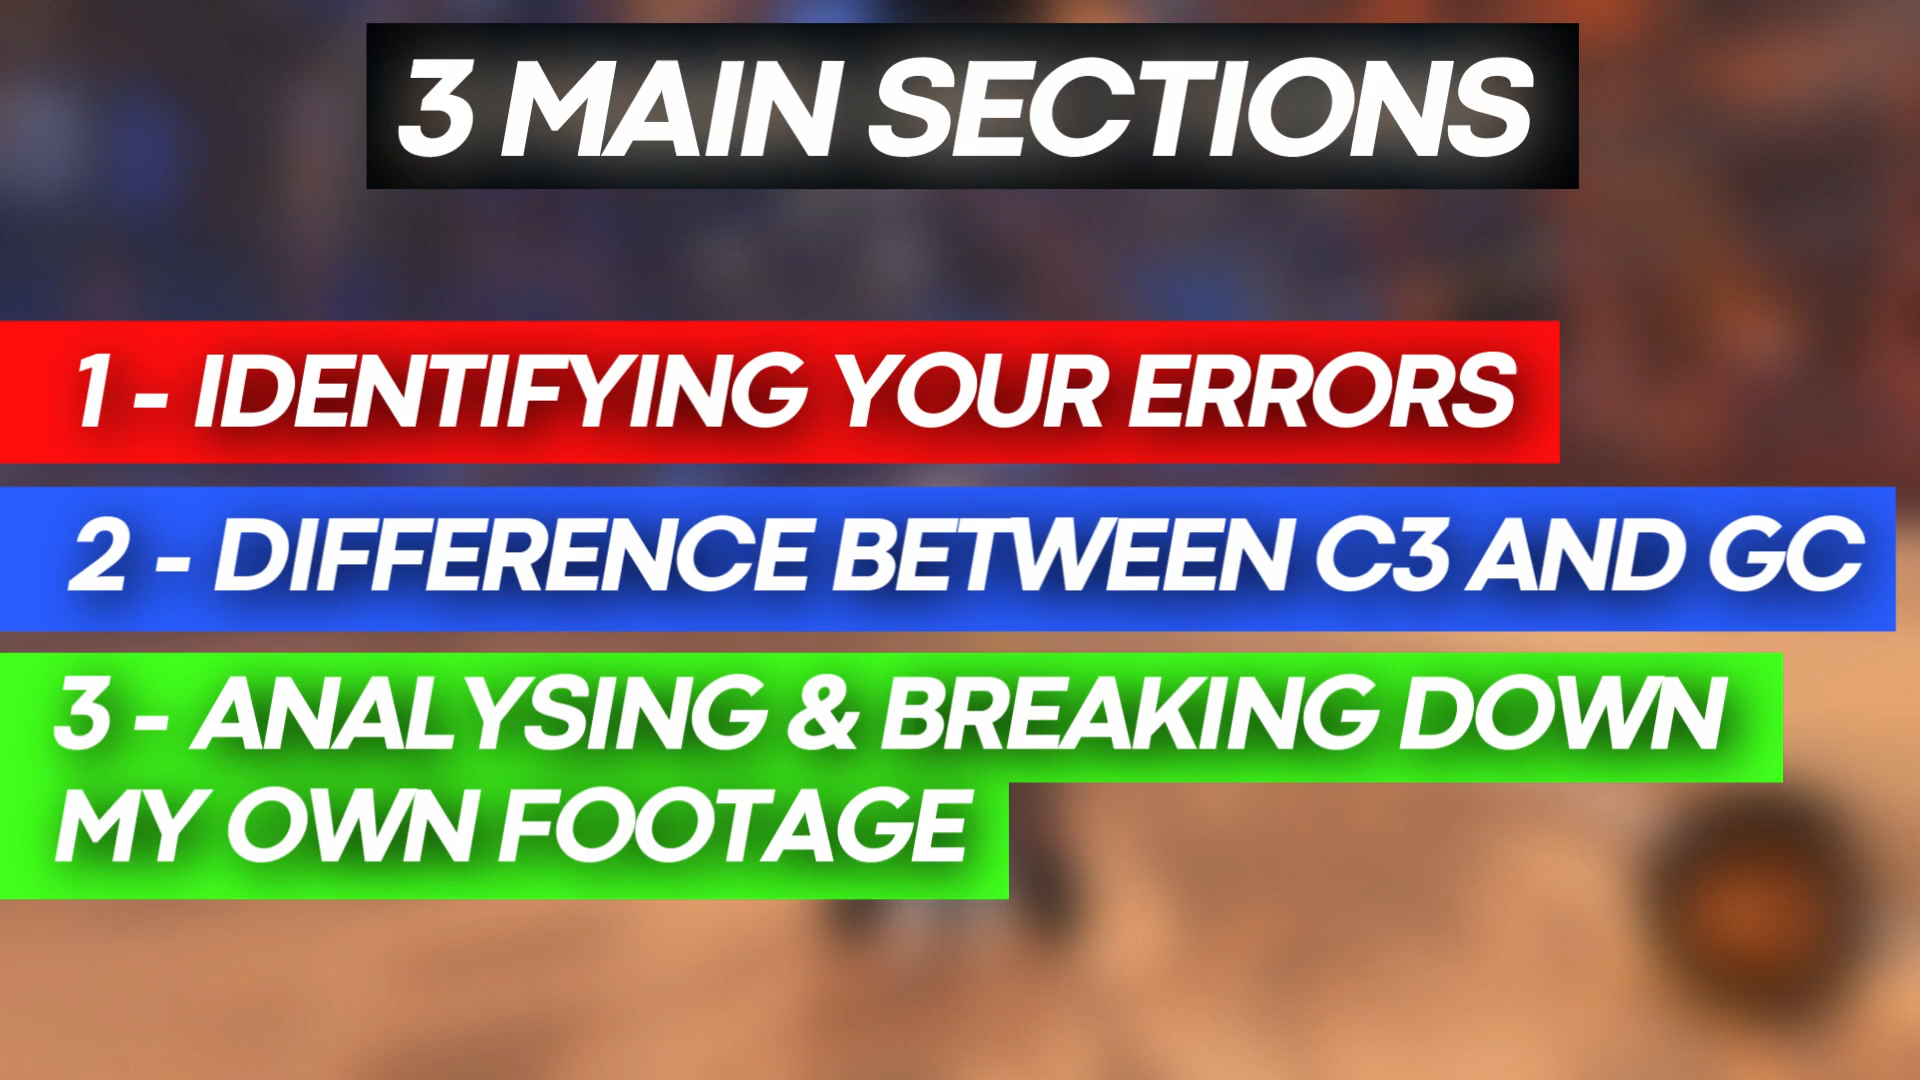 3 MAIN SECTIONS
1 - IDENTIFYING YOUR ERRORS
2 - DIFFERENCE BETWEEN C3 AND GC
3 - ANALYSING & BREAKING DOWN
MY OWN FOOTAGE